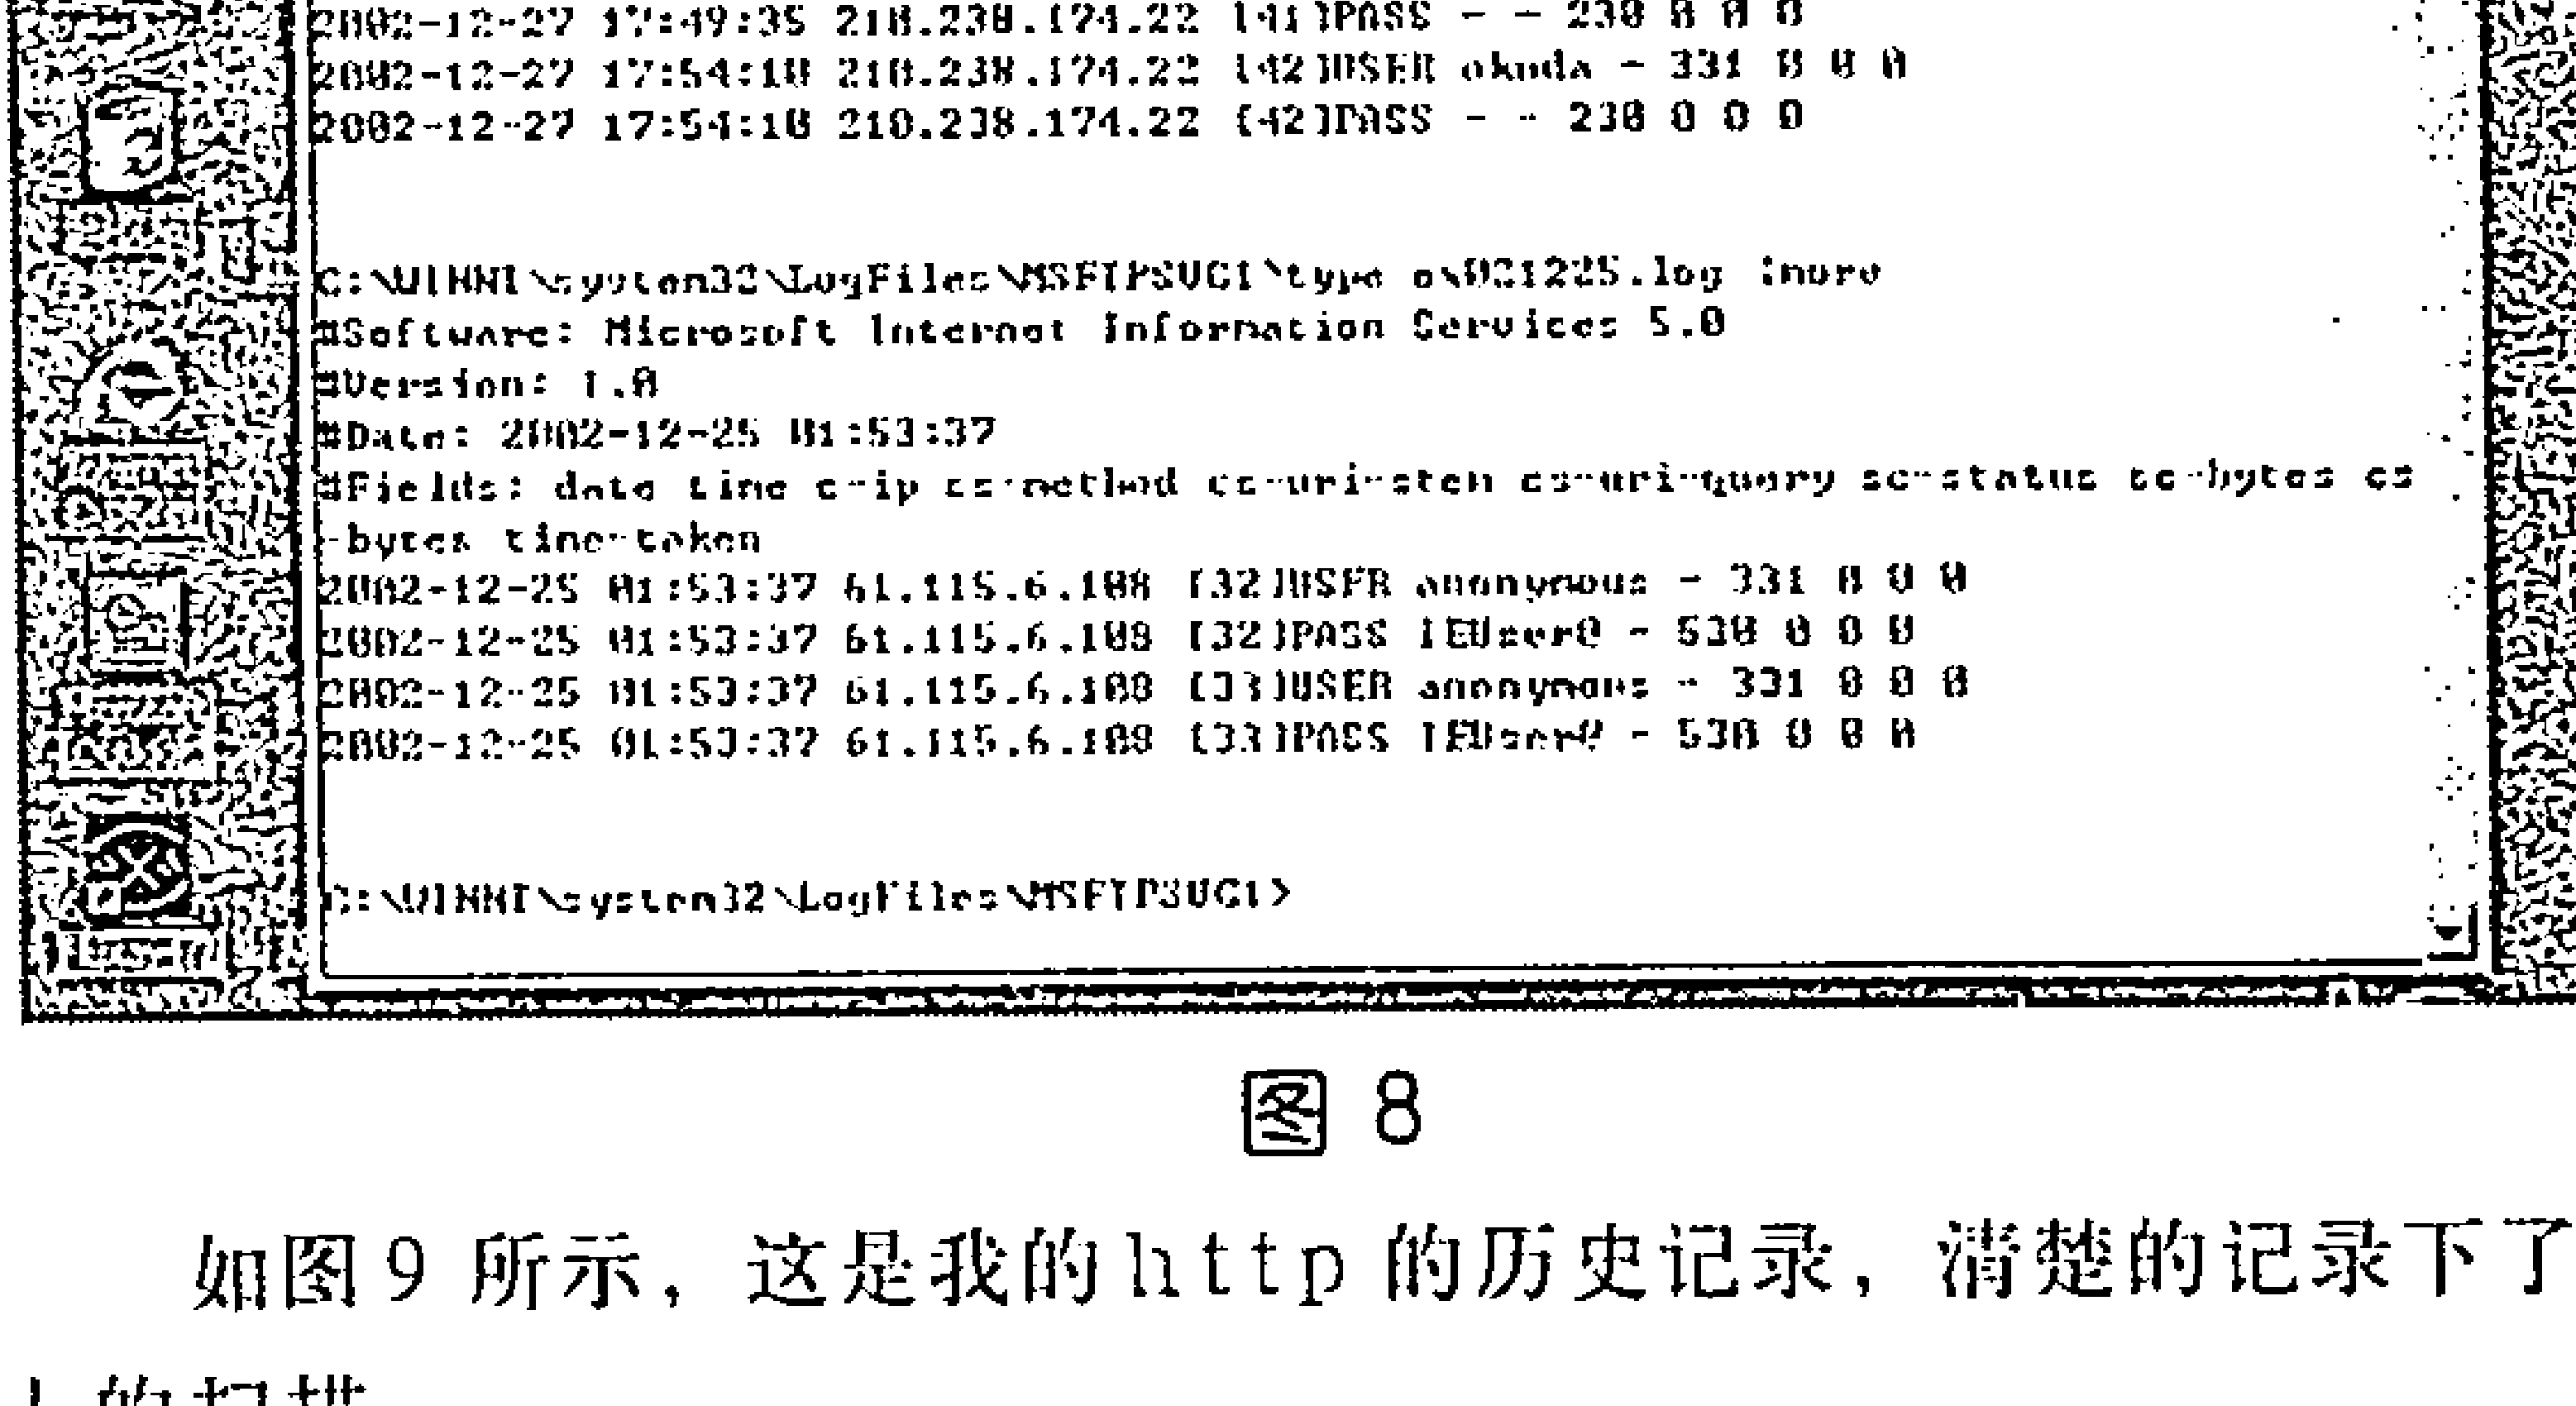 2002-12-27 17:49:35 210.238.174.22 [41]PASS - - 230 0 0 0
2002-12-27 17:54:10 210.238.174.22 [42]USER okuda - 331 0 0 0
2002-12-27 17:54:10 210.238.174.22 [42]PASS - - 230 0 0 0
C:\WINNT\system32\LogFiles\MSFTPSVC1>type ex021225.log |more
#Software: Microsoft Internet Information Services 5.0
#Version: 1.0
#Date: 2002-12-25 01:53:37
#Fields: date time c-ip cs-method cs-uri-stem cs-uri-query sc-status sc-bytes cs
-bytes time-taken
2002-12-25 01:53:37 61.115.6.108 [32]USER anonymous - 331 0 0 0
2002-12-25 01:53:37 61.115.6.108 [32]PASS IEUser@ - 530 0 0 0
2002-12-25 01:53:37 61.115.6.108 [33]USER anonymous - 331 0 0 0
2002-12-25 01:53:37 61.115.6.108 [33]PASS IEUser@ - 530 0 0 0
C:\WINNT\system32\LogFiles\MSFTPSVC1>
图 8
如图9 所示，这是我的http 的历史记录，清楚的记录下了
的扫描